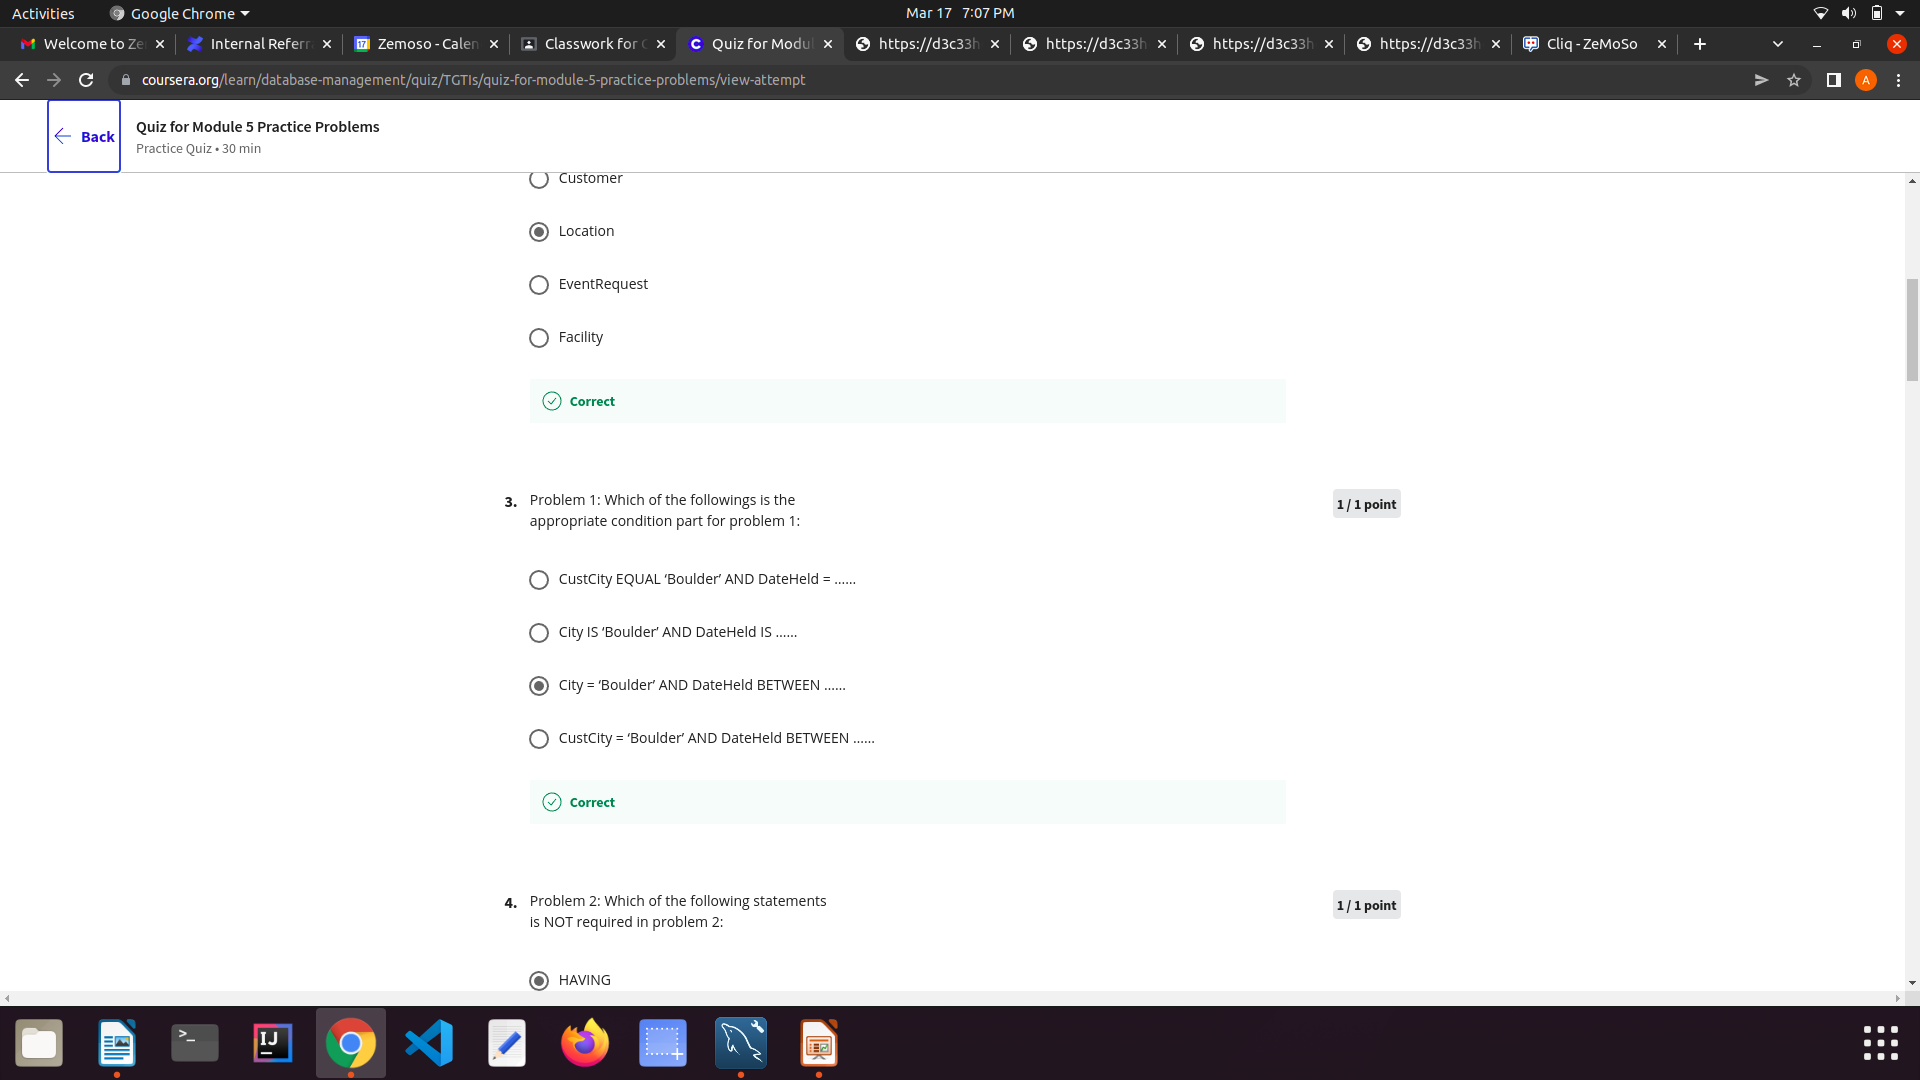 Activities
Google Chrome
Mar 17 7:07 PM
Welcome to Ze
Internal Referr
Zemoso - Calen
Classwork for C
Quiz for Modul
https://d3c33h
https://d3c33h
https://d3c33h
https://d3c33h
Cliq - ZeMoSo
coursera.org/learn/database-management/quiz/TGTIs/quiz-for-module-5-practice-problems/view-attempt
A
Back
Quiz for Module 5 Practice Problems
Practice Quiz • 30 min
Customer
Location
EventRequest
Facility
Correct
3. Problem 1: Which of the followings is the
appropriate condition part for problem 1:
1 / 1 point
CustCity EQUAL ‘Boulder’ AND DateHeld = ......
City IS ‘Boulder’ AND DateHeld IS ......
City = ‘Boulder’ AND DateHeld BETWEEN ......
CustCity = ‘Boulder’ AND DateHeld BETWEEN ......
Correct
4. Problem 2: Which of the following statements
is NOT required in problem 2:
1 / 1 point
HAVING